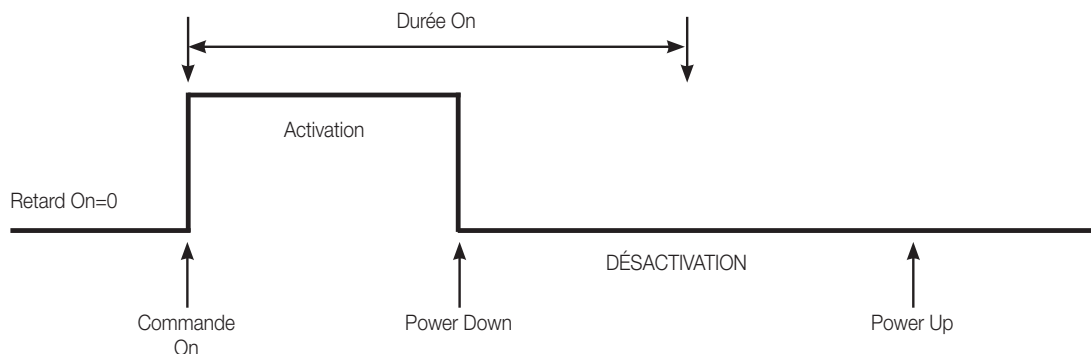 Durée On
Activation
Retard On=0
DÉSACTIVATION
Commande
On
Power Down
Power Up